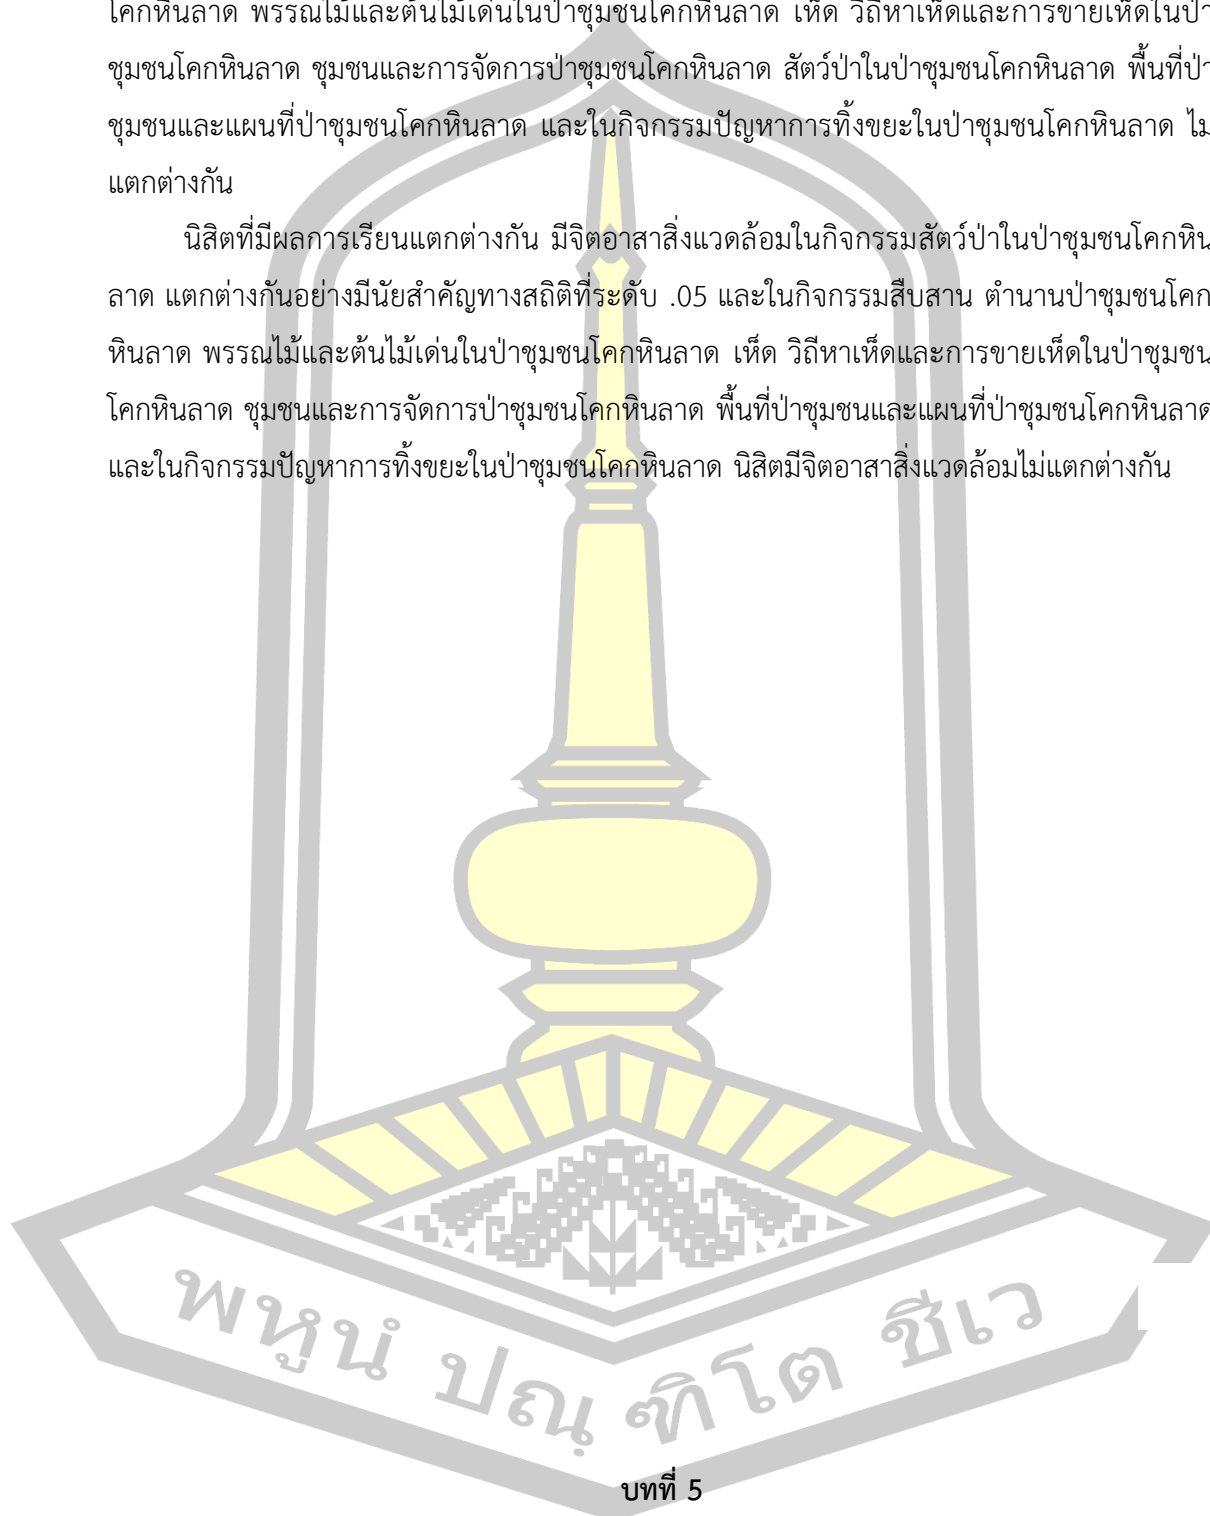 โคกหินลาด พรรณไม้และต้นไม้เด่นในป่าชุมชนโคกหินลาด เห็ด วิถีหาเห็ดและการขายเห็ดในป่า
ชุมชนโคกหินลาด ชุมชนและการจัดการป่าชุมชนโคกหินลาด สัตว์ป่าในป่าชุมชนโคกหินลาด พื้นที่ป่า
ชุมชนและแผนที่ป่าชุมชนโคกหินลาด และในกิจกรรมปัญหาการทิ้งขยะในป่าชุมชนโคกหินลาด ไม
แตกต่างกัน
นิสิตที่มีผลการเรียนแตกต่างกัน มีจิตอาสาสิ่งแวดล้อมในกิจกรรมสัตว์ป่าในป่าชุมชนโคกหิน
ลาด แตกต่างกันอย่างมีนัยสำคัญทางสถิติที่ระดับ .05 และในกิจกรรมสืบสาน ตำนานป่าชุมชนโคก
หินลาด พรรณไม้และต้นไม้เด่นในป่าชุมชนโคกหินลาด เห็ด วิถีหาเห็ดและการขายเห็ดในป่าชุมชน
โคกหินลาด ชุมชนและการจัดการป่าชุมชนโคกหินลาด พื้นที่ป่าชุมชนและแผนที่ป่าชุมชนโคกหินลาด
และในกิจกรรมปัญหาการทิ้งขยะในป่าชุมชนโคกหินลาด นิสิตมีจิตอาสาสิ่งแวดล้อมไม่แตกต่างกัน
พหูนํ ปณฺฑิโต ชีเว
บทที่ 5